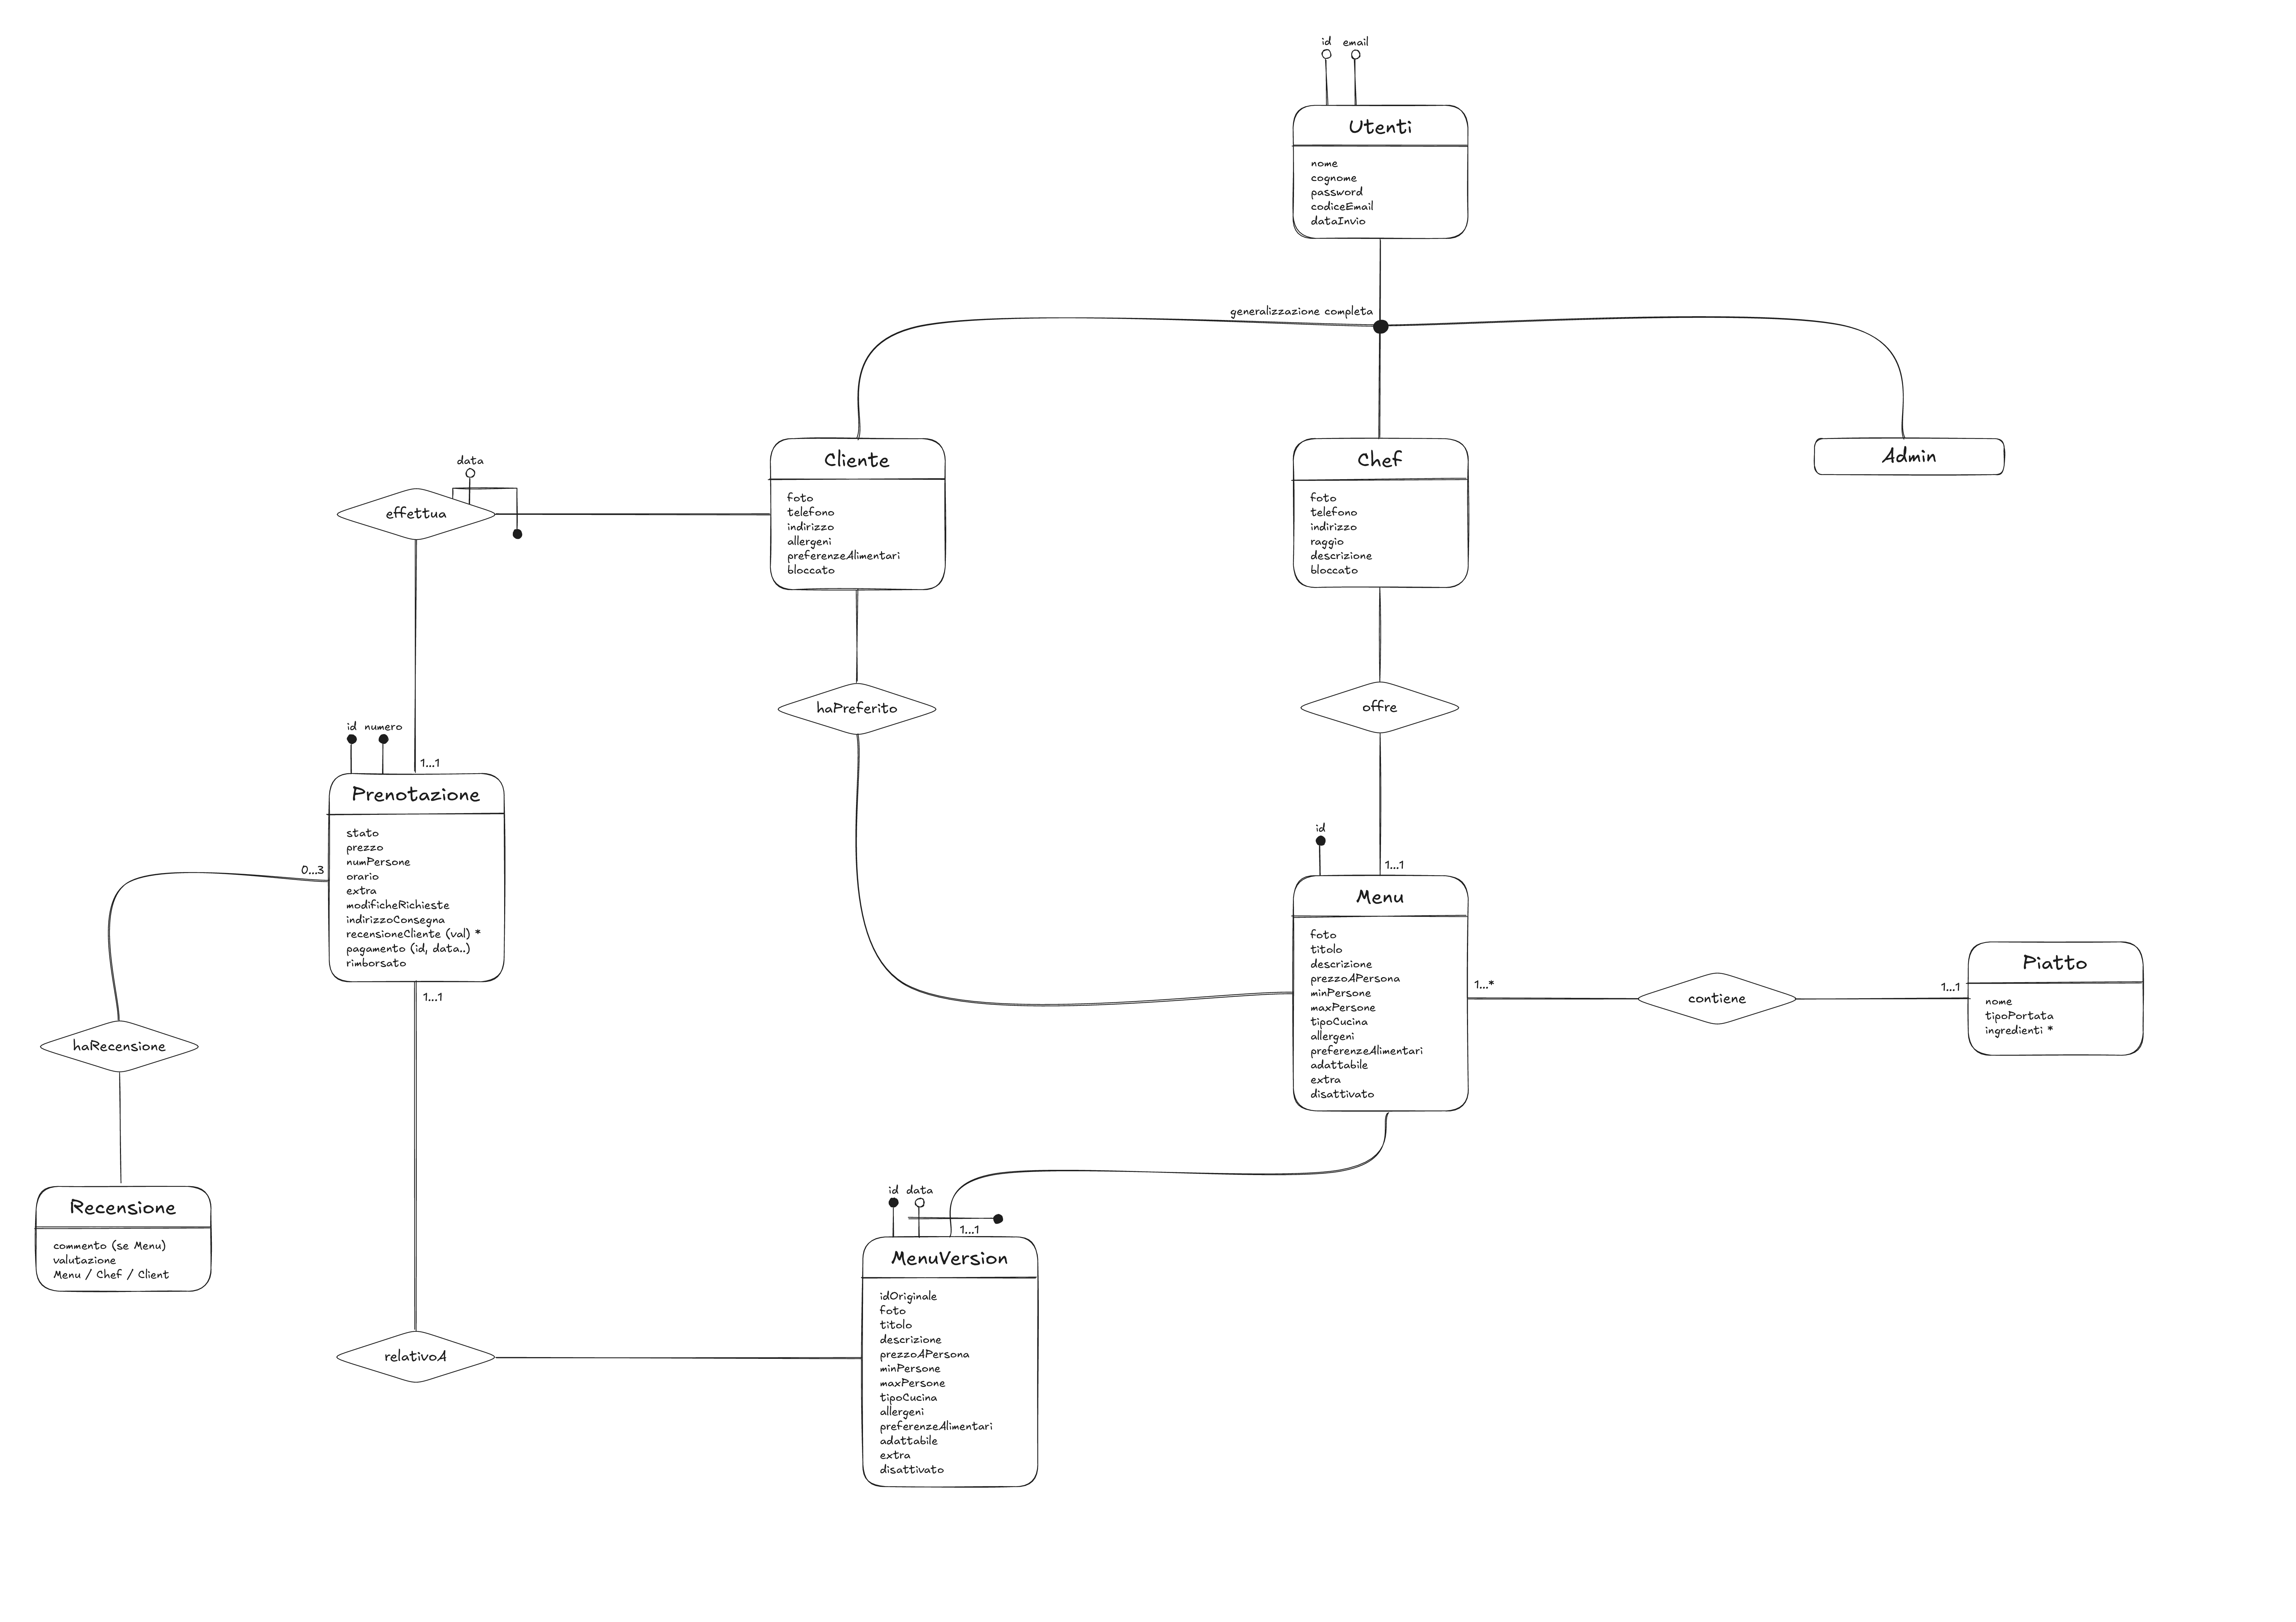 id email
Utenti
nome
cognome
password
codiceEmail
dataInvio
generalizzazione completa
data
effettua
Cliente
foto
telefono
indirizzo
allergeni
preferenzeAlimentari
bloccato
Chef
foto
telefono
indirizzo
raggio
descrizione
bloccato
Admin
haPreferito
offre
id numero
1...1
Prenotazione
stato
prezzo
numPersone
orario
extra
modificheRichieste
indirizzoConsegna
recensioneCliente (val) *
pagamento (id, data..)
rimborsato
0...3
1...1
id
1...1
Menu
foto
titolo
descrizione
prezzoAPersona
minPersone
maxPersone
tipoCucina
allergeni
preferenzeAlimentari
adattabile
extra
disattivato
1...*
contiene
1...1
Piatto
nome
tipoPortata
ingredienti *
haRecensione
Recensione
commento (se Menu)
valutazione
Menu / Chef / Client
id data
1...1
MenuVersion
idOriginale
foto
titolo
descrizione
prezzoAPersona
minPersone
maxPersone
tipoCucina
allergeni
preferenzeAlimentari
adattabile
extra
disattivato
relativoA